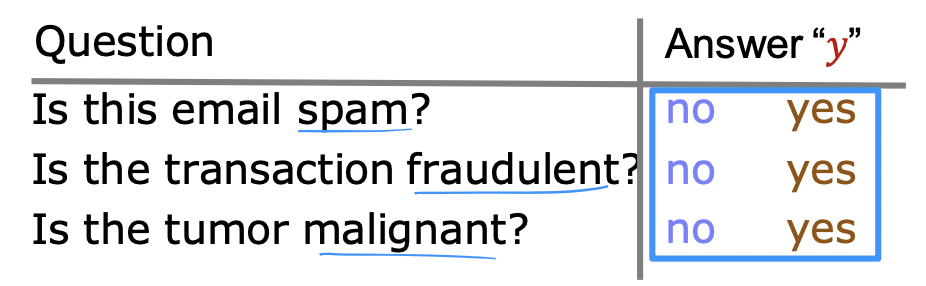 Question Answer “y”
Is this email spam? no yes
Is the transaction fraudulent? no yes
Is the tumor malignant? no yes